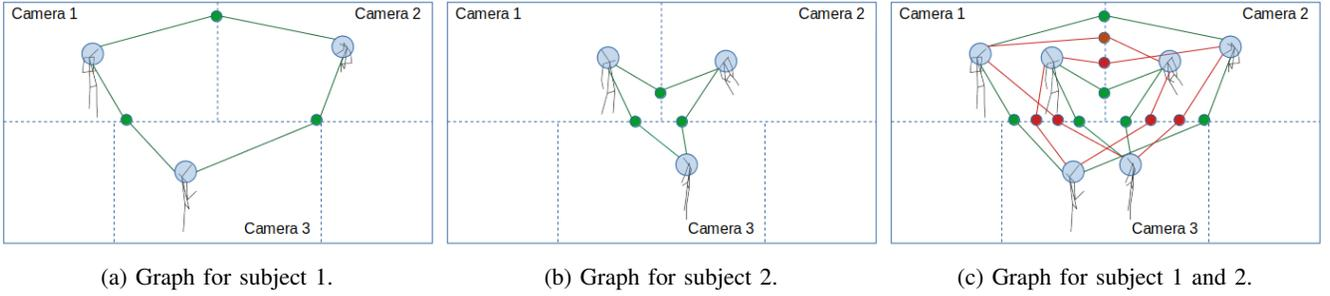 Camera 1
Camera 2
Camera 3
Camera 1
Camera 2
Camera 3
Camera 1
Camera 2
Camera 3
(a) Graph for subject 1.
(b) Graph for subject 2.
(c) Graph for subject 1 and 2.